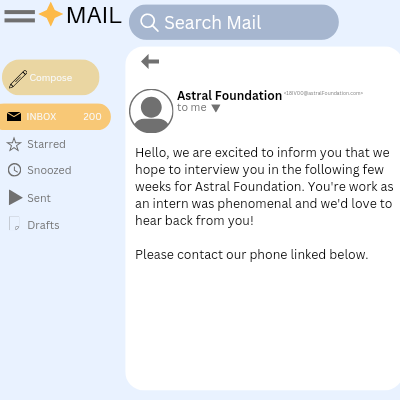 MAIL
Search Mail
Compose
INBOX 200
Starred
Snoozed
Sent
Drafts
Astral Foundation
to me
Hello, we are excited to inform you that we
hope to interview you in the following few
weeks for Astral Foundation. You're work as
an intern was phenomenal and we'd love to
hear back from you!
Please contact our phone linked below.